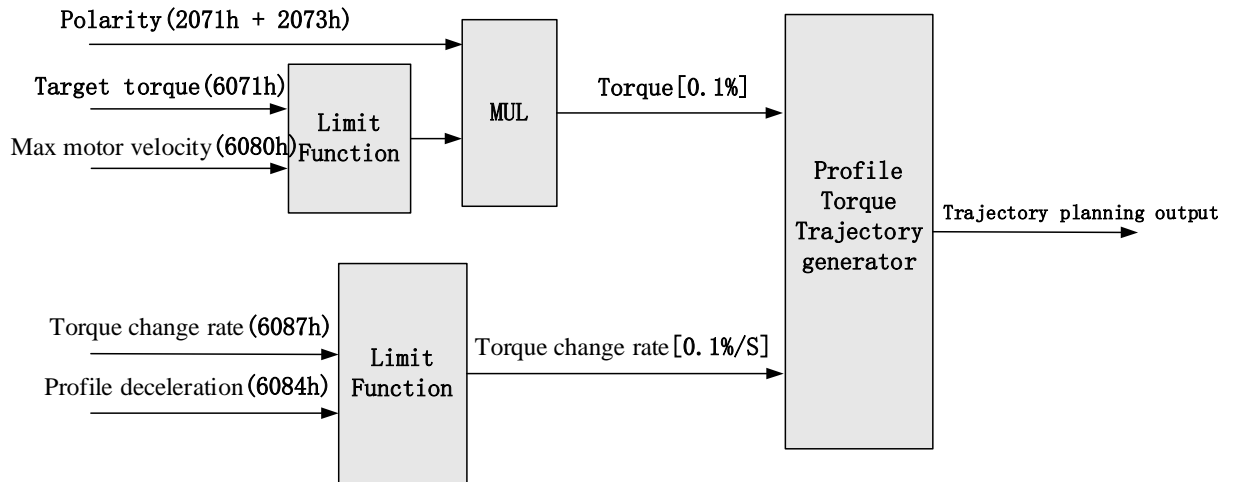 Polarity(2071h + 2073h)
Target torque(6071h)
Max motor velocity(6080h)
Limit
Function
MUL
Torque[0.1%]
Profile
Torque
Trajectory
generator
Trajectory planning output
Torque change rate(6087h)
Profile deceleration(6084h)
Limit
Function
Torque change rate[0.1%/S]